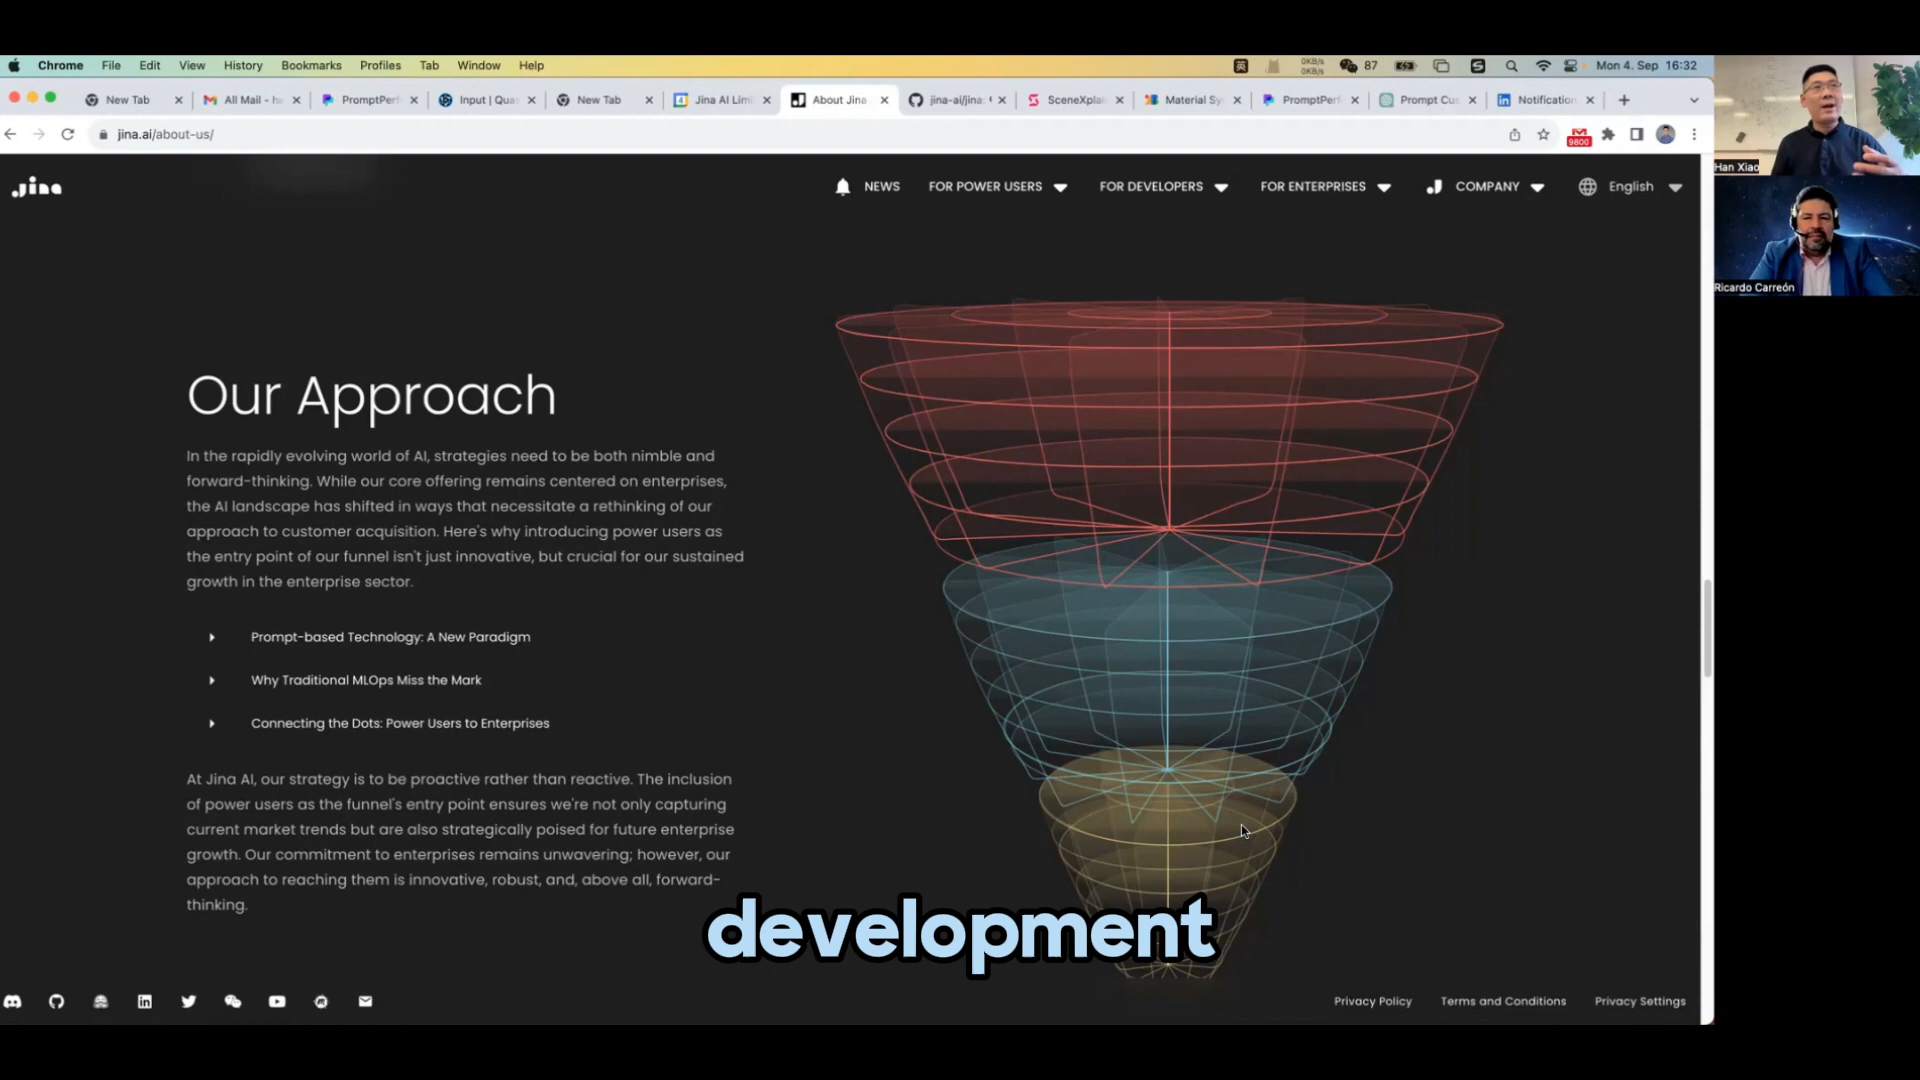 Chrome File Edit View History Bookmarks Profiles Tab Window Help
英 0KB/s 0KB/s 87 Mon 4. Sep 16:32
New Tab All Mail - ha PromptPerf Input | Qua New Tab Jina AI Lim About Jina jina-ai/jina: SceneXplai Material Sy PromptPerf Prompt Cus Notification
jina.ai/about-us/
9800
Han Xiao
Ricardo Carreón
Jina
NEWS FOR POWER USERS FOR DEVELOPERS FOR ENTERPRISES COMPANY English
Our Approach
In the rapidly evolving world of AI, strategies need to be both nimble and
forward-thinking. While our core offering remains centered on enterprises,
the AI landscape has shifted in ways that necessitate a rethinking of our
approach to customer acquisition. Here's why introducing power users as
the entry point of our funnel isn't just innovative, but crucial for our sustained
growth in the enterprise sector.
Prompt-based Technology: A New Paradigm
Why Traditional MLOps Miss the Mark
Connecting the Dots: Power Users to Enterprises
At Jina AI, our strategy is to be proactive rather than reactive. The inclusion
of power users as the funnel's entry point ensures we're not only capturing
current market trends but are also strategically poised for future enterprise
growth. Our commitment to enterprises remains unwavering; however, our
approach to reaching them is innovative, robust, and, above all, forward-
thinking.
development
Privacy Policy Terms and Conditions Privacy Settings